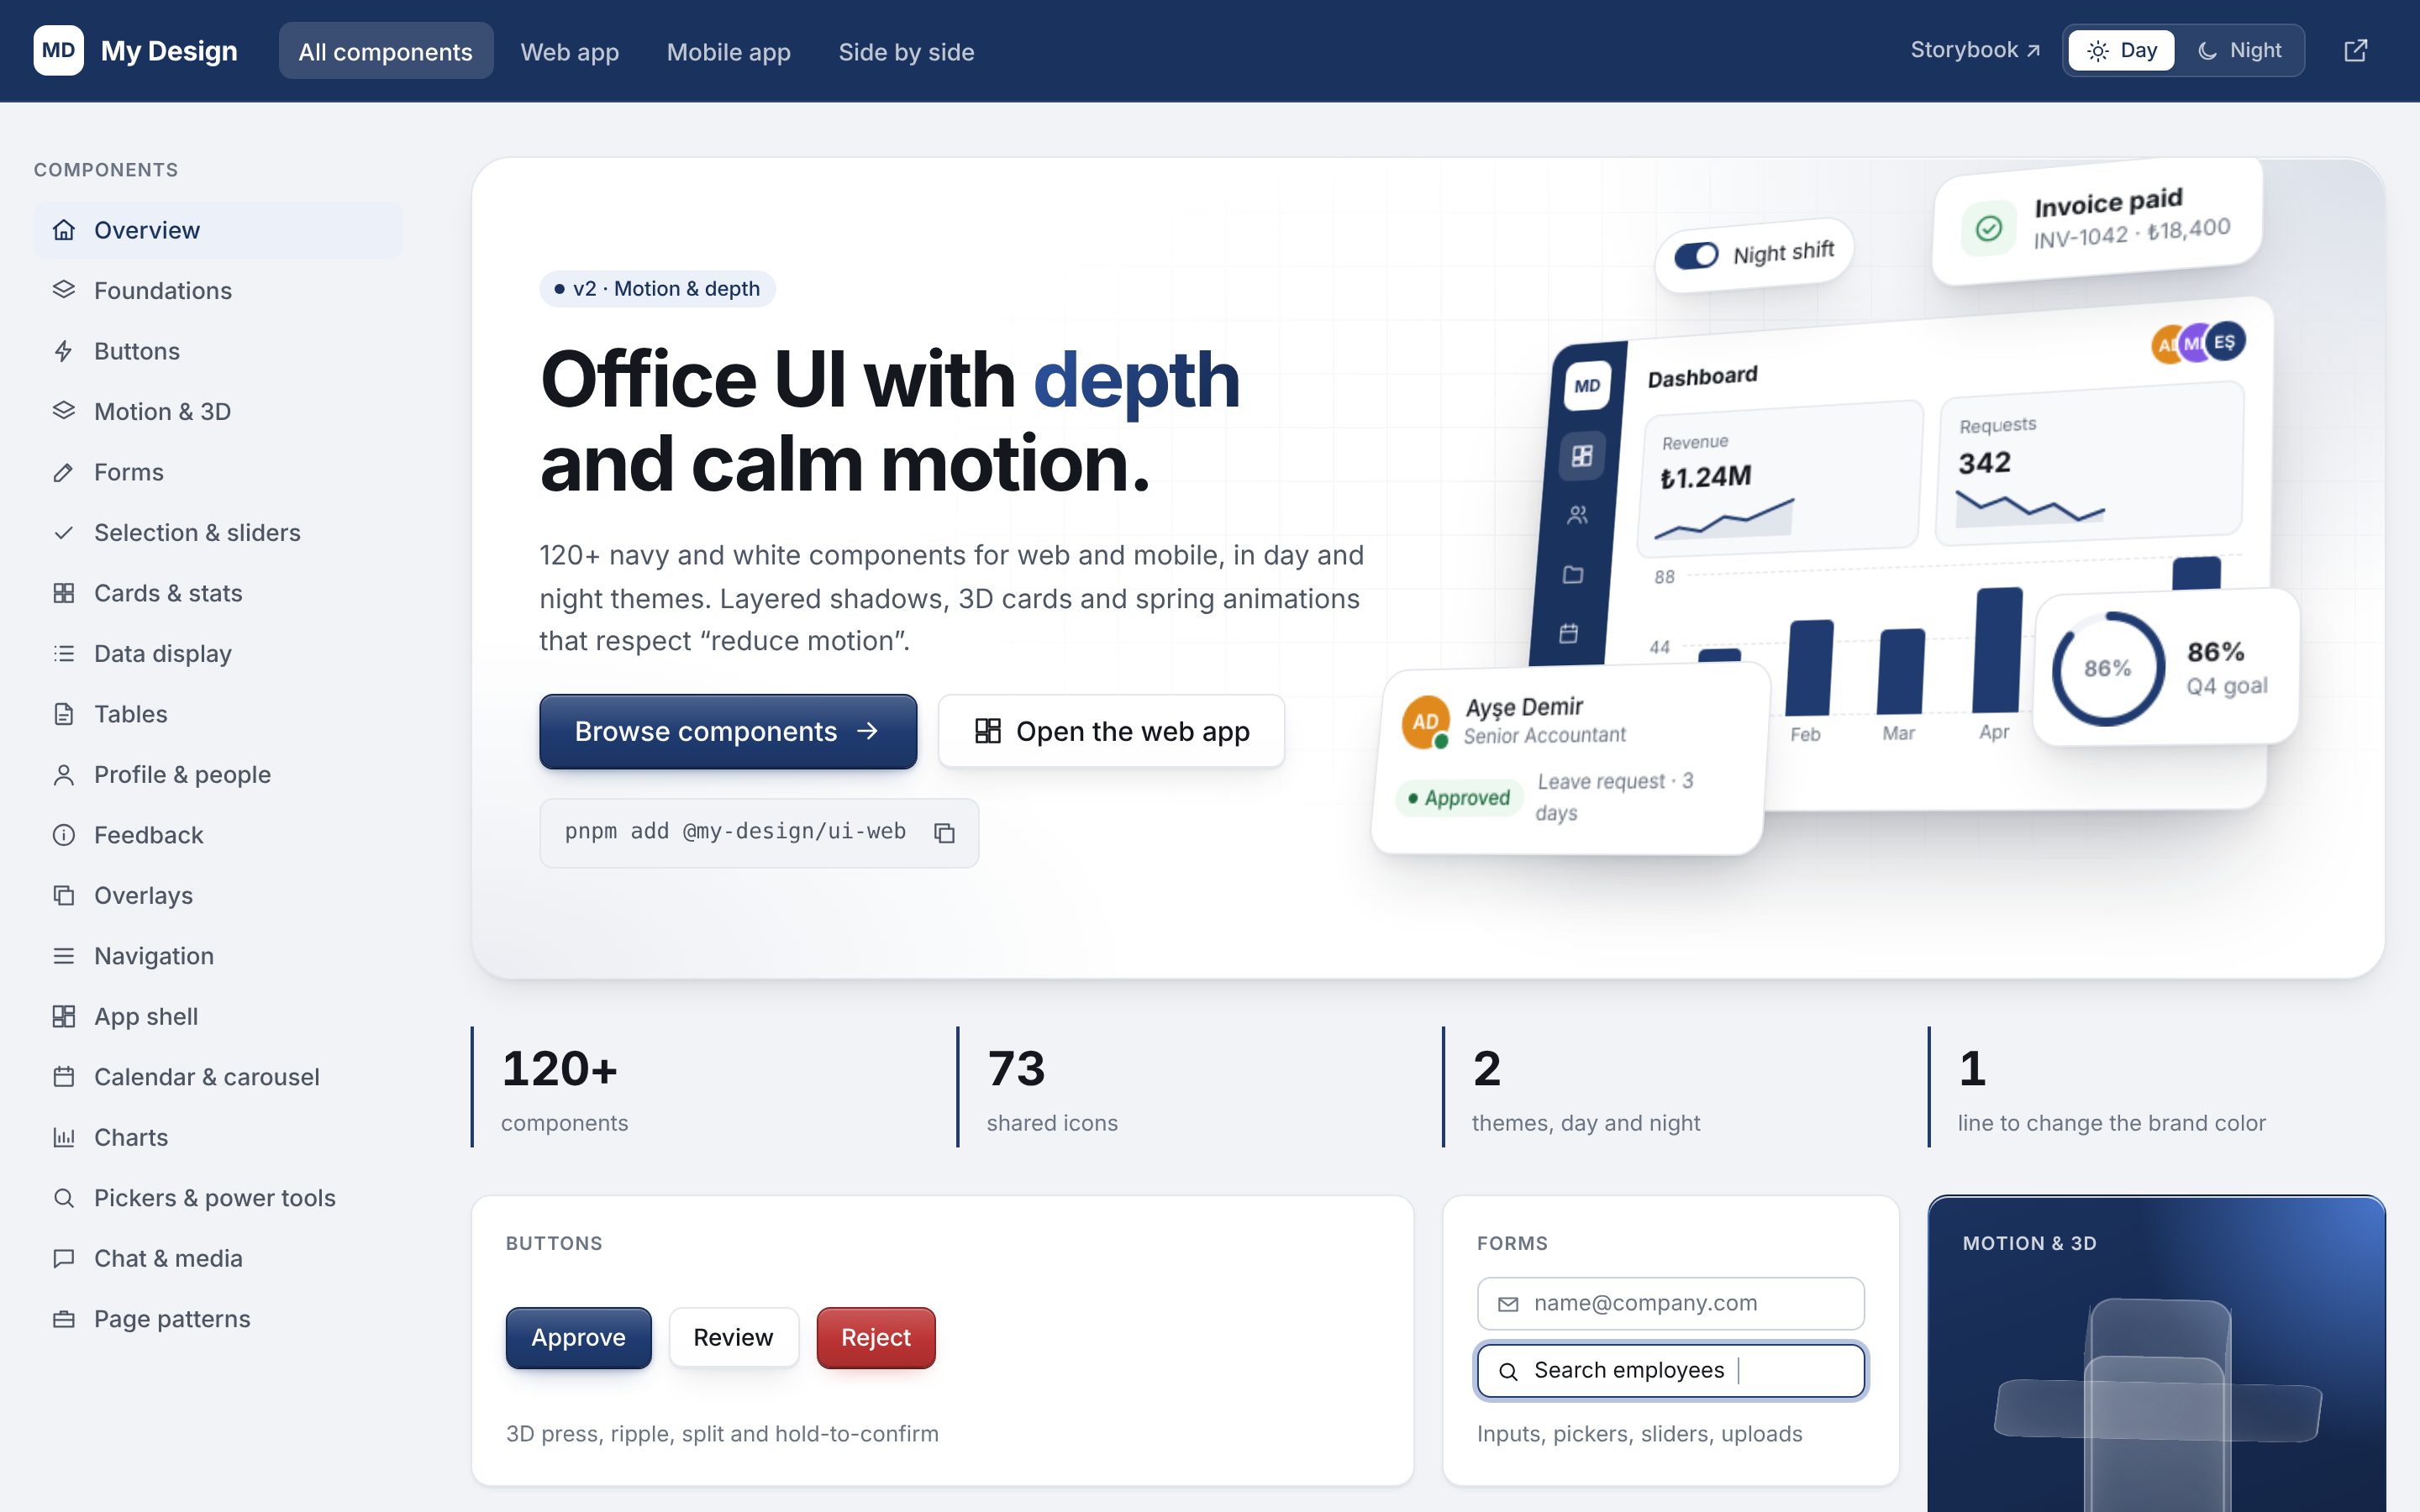 MD My Design All components Web app Mobile app Side by side Storybook Day Night
COMPONENTS
Overview
Foundations
Buttons
Motion & 3D
Forms
Selection & sliders
Cards & stats
Data display
Tables
Profile & people
Feedback
Overlays
Navigation
App shell
Calendar & carousel
Charts
Pickers & power tools
Chat & media
Page patterns
v2 · Motion & depth
Office UI with depth
and calm motion.
120+ navy and white components for web and mobile, in day and
night themes. Layered shadows, 3D cards and spring animations
that respect “reduce motion”.
Browse components
Open the web app
pnpm add @my-design/ui-web
Night shift
Invoice paid
INV-1042 · ₺18,400
MD
Dashboard
EŞ
Revenue
₺1.24M
Requests
342
88
44
Feb Mar Apr
86%
86%
Q4 goal
AD
Ayşe Demir
Senior Accountant
Approved
Leave request · 3
days
120+
components
73
shared icons
2
themes, day and night
1
line to change the brand color
BUTTONS
Approve Review Reject
3D press, ripple, split and hold-to-confirm
FORMS
name@company.com
Search employees
Inputs, pickers, sliders, uploads
MOTION & 3D